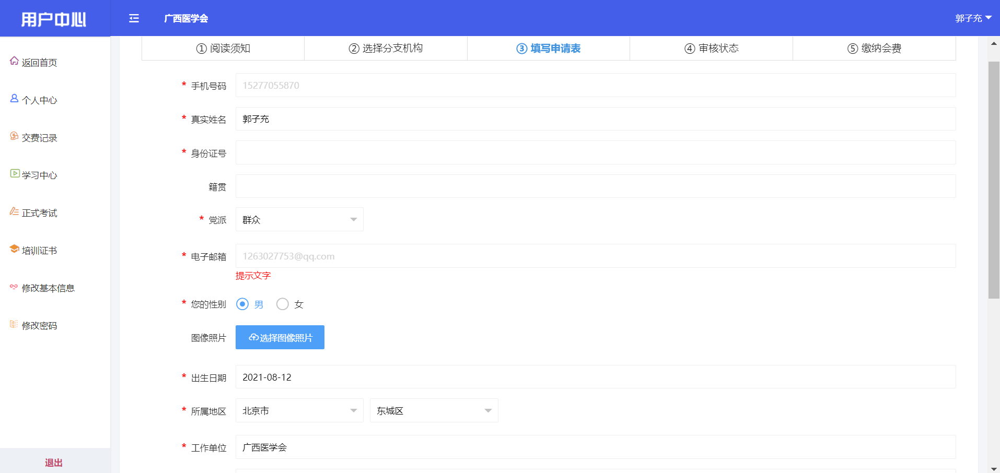 用户中心
广西医学会
郭子充
返回首页
个人中心
交费记录
学习中心
正式考试
培训证书
修改基本信息
修改密码
退出
① 阅读须知
② 选择分支机构
③ 填写申请表
④ 审核状态
⑤ 缴纳会费
* 手机号码 15277055870
* 真实姓名 郭子充
* 身份证号
籍贯
* 党派 群众
* 电子邮箱 1263027753@qq.com
提示文字
* 您的性别 男 女
图像照片 选择图像照片
* 出生日期 2021-08-12
* 所属地区 北京市 东城区
* 工作单位 广西医学会